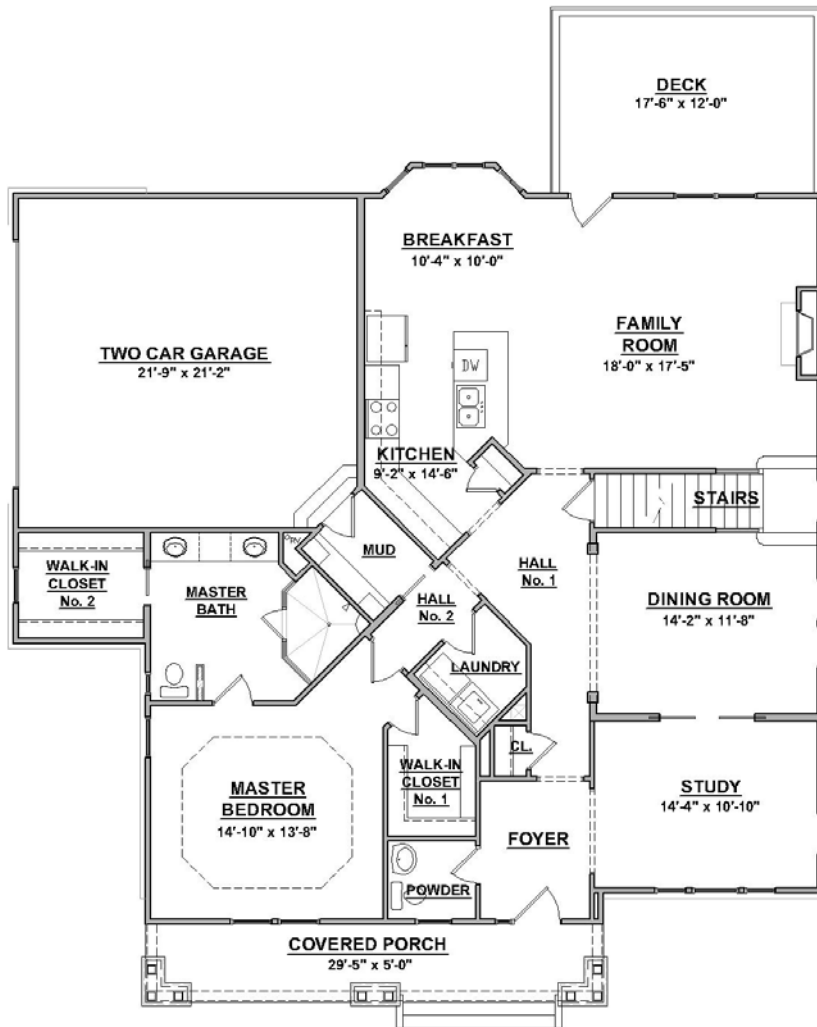 DECK
17'-6" x 12'-0"
BREAKFAST
10'-4" x 10'-0"
FAMILY
ROOM
18'-0" x 17'-5"
TWO CAR GARAGE
21'-9" x 21'-2"
DW
KITCHEN
9'-2" x 14'-6"
STAIRS
MUD
WALK-IN
CLOSET
No. 2
MASTER
BATH
HALL
No. 1
HALL
No. 2
DINING ROOM
14'-2" x 11'-8"
LAUNDRY
CL.
WALK-IN
CLOSET
No. 1
MASTER
BEDROOM
14'-10" x 13'-8"
STUDY
14'-4" x 10'-10"
FOYER
POWDER
COVERED PORCH
29'-5" x 5'-0"